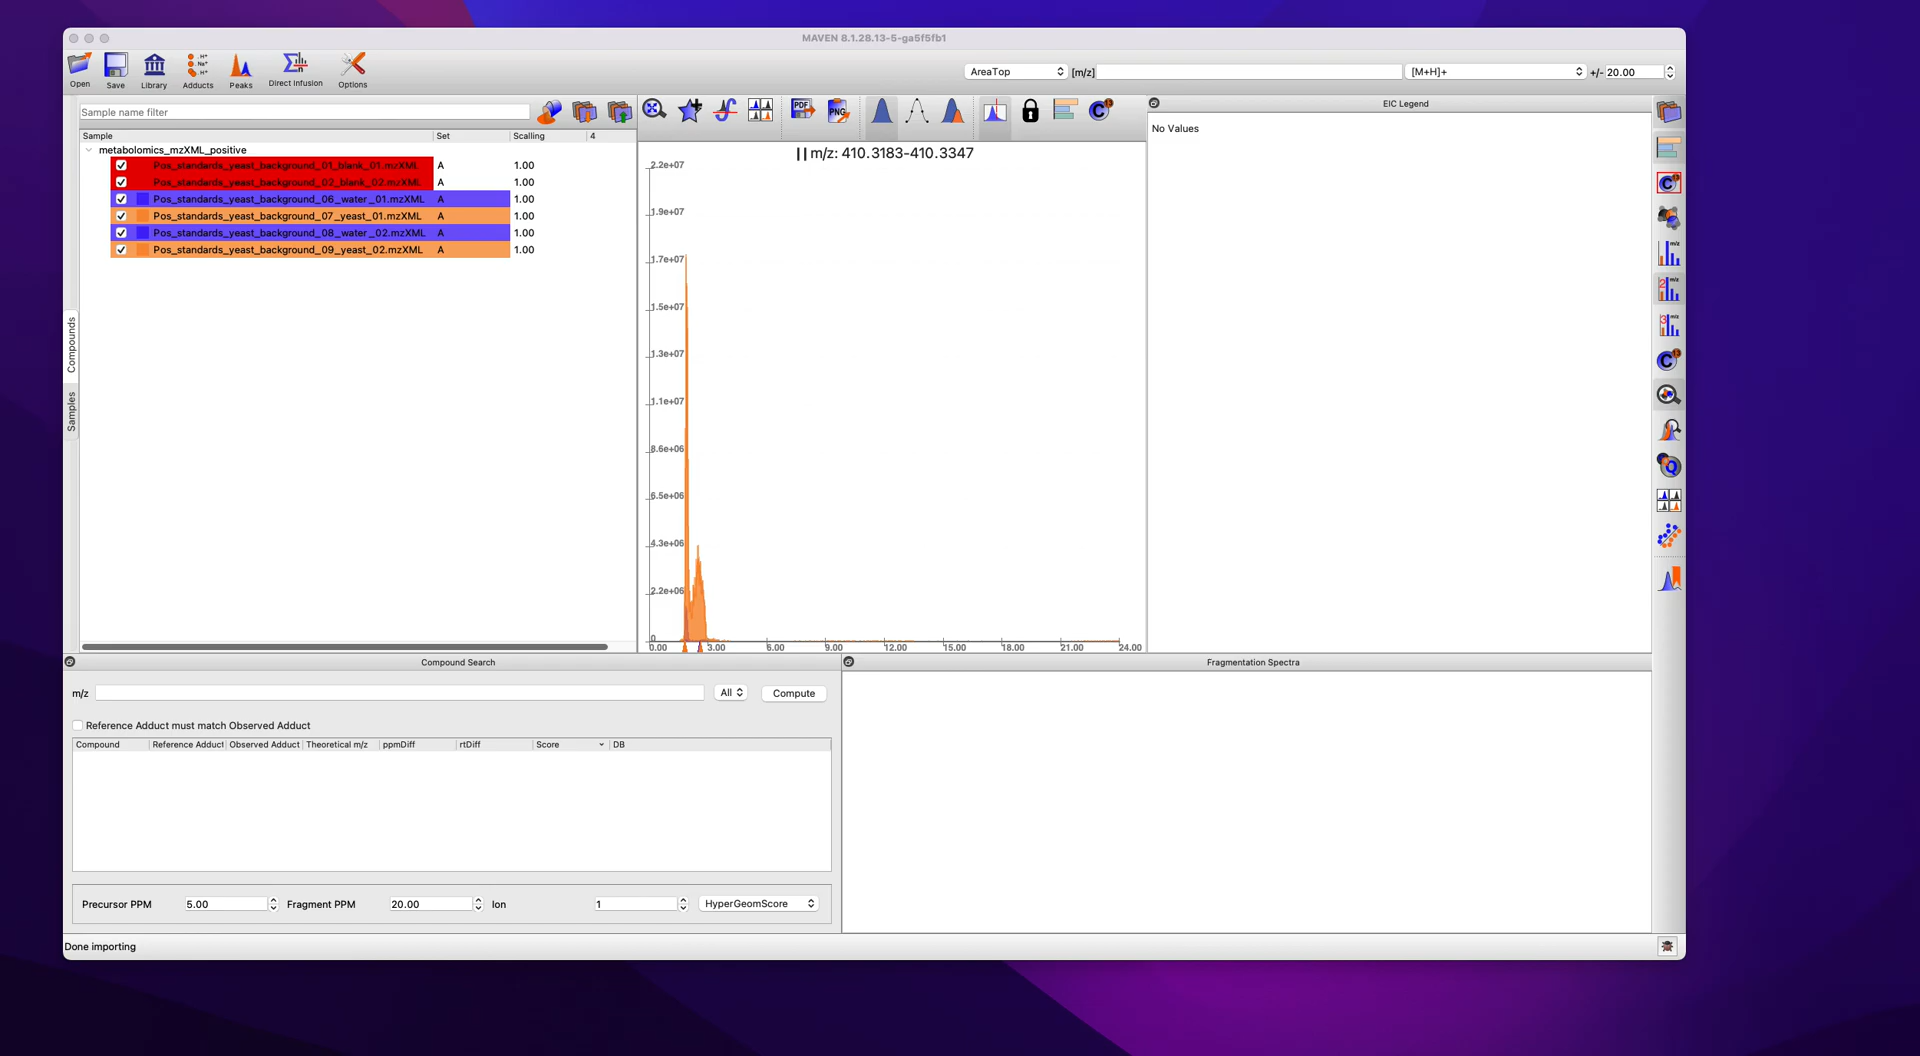 MAVEN 8.1.28.13-5-ga5f5fb1
Open
Save
Library
Adducts
Peaks
Direct Infusion
Options
AreaTop
[m/z]
[M+H]+
+/- 20.00
Sample name filter
PDF
PNG
EIC Legend
No Values
Sample Set Scalling 4
metabolomics_mzXML_positive
Pos_standards_yeast_background_01_blank_01.mzXML A 1.00
Pos_standards_yeast_background_02_blank_02.mzXML A 1.00
Pos_standards_yeast_background_06_water_01.mzXML A 1.00
Pos_standards_yeast_background_07_yeast_01.mzXML A 1.00
Pos_standards_yeast_background_08_water_02.mzXML A 1.00
Pos_standards_yeast_background_09_yeast_02.mzXML A 1.00
Compounds
Samples
m/z: 410.3183-410.3347
2.2e+07
1.9e+07
1.7e+07
1.5e+07
1.3e+07
1.1e+07
8.6e+06
6.5e+06
4.3e+06
2.2e+06
0
0.00 3.00 6.00 9.00 12.00 15.00 18.00 21.00 24.00
Compound Search
m/z
All
Compute
Reference Adduct must match Observed Adduct
Compound Reference Adduct Observed Adduct Theoretical m/z ppmDiff rtDiff Score DB
Precursor PPM 5.00 Fragment PPM 20.00 Ion 1 HyperGeomScore
Fragmentation Spectra
Done importing